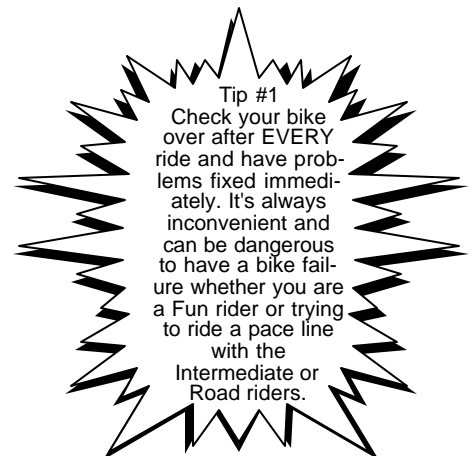 Tip #1
Check your bike
over after EVERY
ride and have prob-
lems fixed immedi-
ately. It's always
inconvenient and
can be dangerous
to have a bike fail-
ure whether you are
a Fun rider or trying
to ride a pace line
with the
Intermediate or
Road riders.